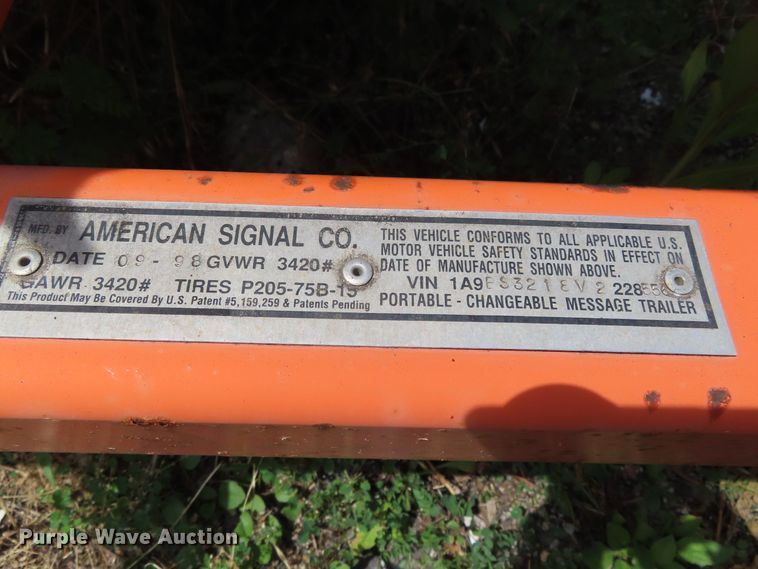 MFD. BY AMERICAN SIGNAL CO.
DATE 09-98 GVWR 3420#
GAWR 3420# TIRES P205-75B-15
This Product May Be Covered By U.S. Patent #5,159,259 & Patents Pending
THIS VEHICLE CONFORMS TO ALL APPLICABLE U.S.
MOTOR VEHICLE SAFETY STANDARDS IN EFFECT ON
DATE OF MANUFACTURE SHOWN ABOVE.
VIN
PORTABLE - CHANGEABLE MESSAGE TRAILER
Purple Wave Auction